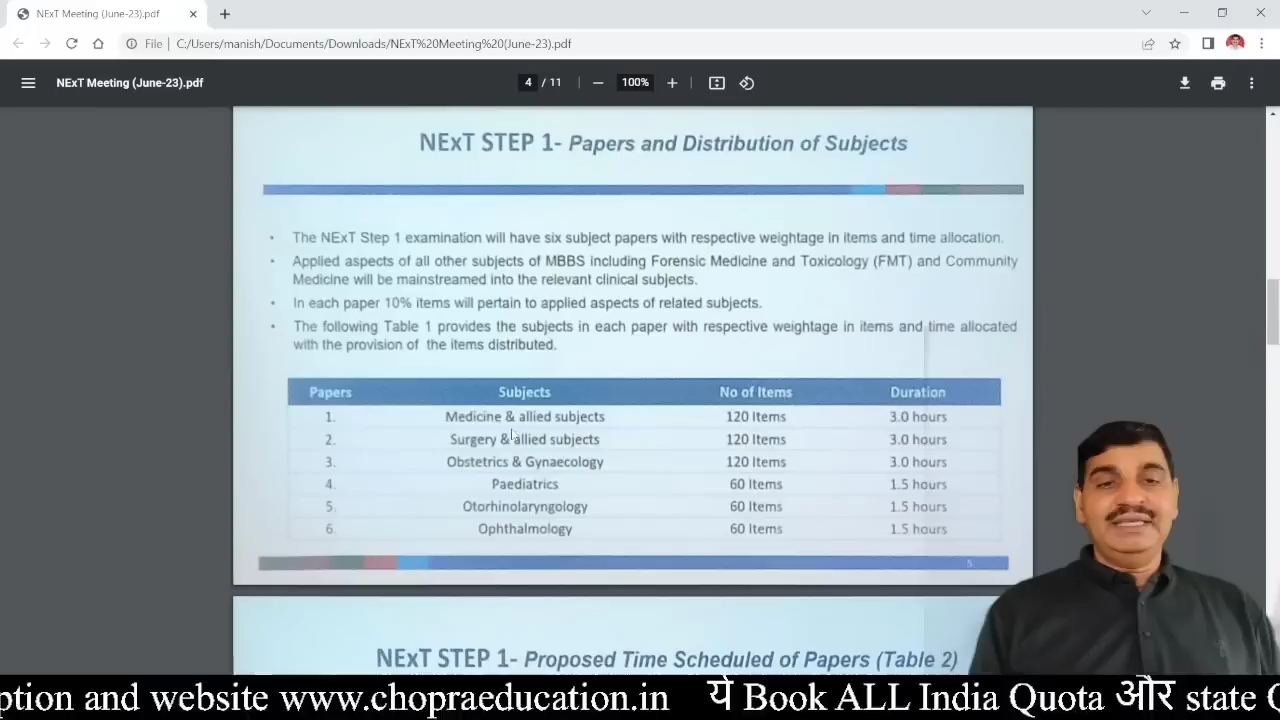 NExT Meeting (June-23).pdf
File
C:/Users/manish/Documents/Downloads/NExT%20Meeting%20(June-23).pdf
NExT Meeting (June-23).pdf
4 / 11
100%
NExT STEP 1- Papers and Distribution of Subjects
• The NExT Step 1 examination will have six subject papers with respective weightage in items and time allocation.
• Applied aspects of all other subjects of MBBS including Forensic Medicine and Toxicology (FMT) and Community
Medicine will be mainstreamed into the relevant clinical subjects.
• In each paper 10% items will pertain to applied aspects of related subjects.
• The following Table 1 provides the subjects in each paper with respective weightage in items and time allocated
with the provision of the items distributed.
Papers Subjects No of Items Duration
1. Medicine & allied subjects 120 Items 3.0 hours
2. Surgery & allied subjects 120 Items 3.0 hours
3. Obstetrics & Gynaecology 120 Items 3.0 hours
4. Paediatrics 60 Items 1.5 hours
5. Otorhinolaryngology 60 Items 1.5 hours
6. Ophthalmology 60 Items 1.5 hours
5
NExT STEP 1- Proposed Time Scheduled of Papers (Table 2)
ption and website www.chopraeducation.in ये Book ALL India Quota ओर state